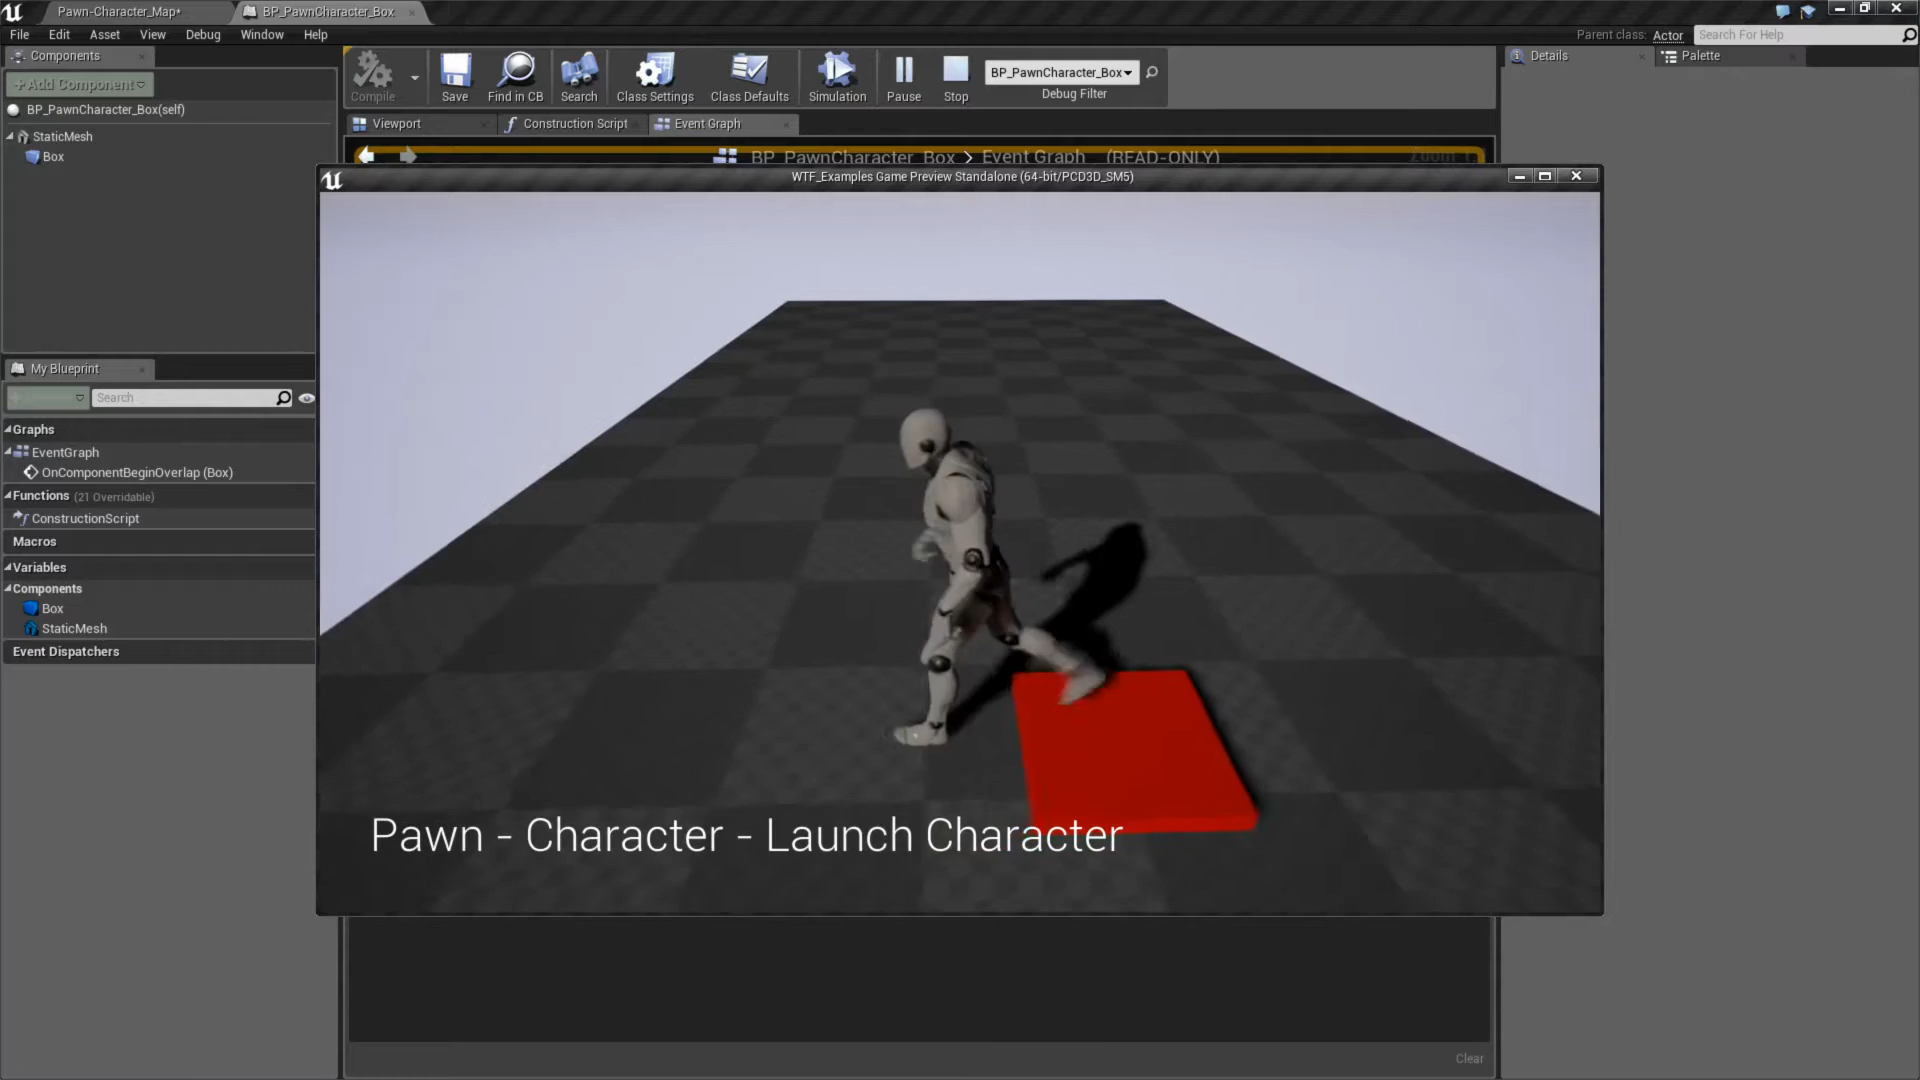 Pawn-Character_Map*
BP_PawnCharacter_Box
File Edit Asset View Debug Window Help
Parent class: Actor
Search For Help
Components
+Add Component
BP_PawnCharacter_Box(self)
StaticMesh
Box
Compile
Save
Find in CB
Search
Class Settings
Class Defaults
Simulation
Pause
Stop
BP_PawnCharacter_Box
Debug Filter
Details
Palette
Viewport
Construction Script
Event Graph
BP_PawnCharacter_Box > Event Graph (READ-ONLY)
WTF_Examples Game Preview Standalone (64-bit/PCD3D_SM5)
My Blueprint
Search
Graphs
EventGraph
OnComponentBeginOverlap (Box)
Functions (21 Overridable)
ConstructionScript
Macros
Variables
Components
Box
StaticMesh
Event Dispatchers
Pawn - Character - Launch Character
Clear